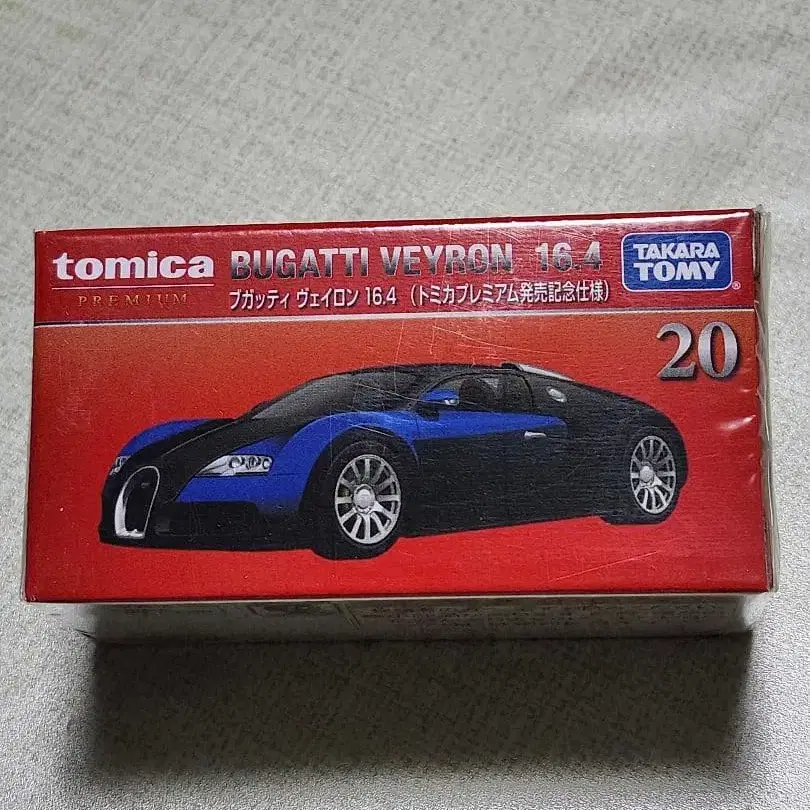 tomica
PREMIUM
BUGATTI VEYRON 16.4
ブガッティ ヴェイロン 16.4 (トミカプレミアム発売記念仕様)
TAKARA
TOMY®
20